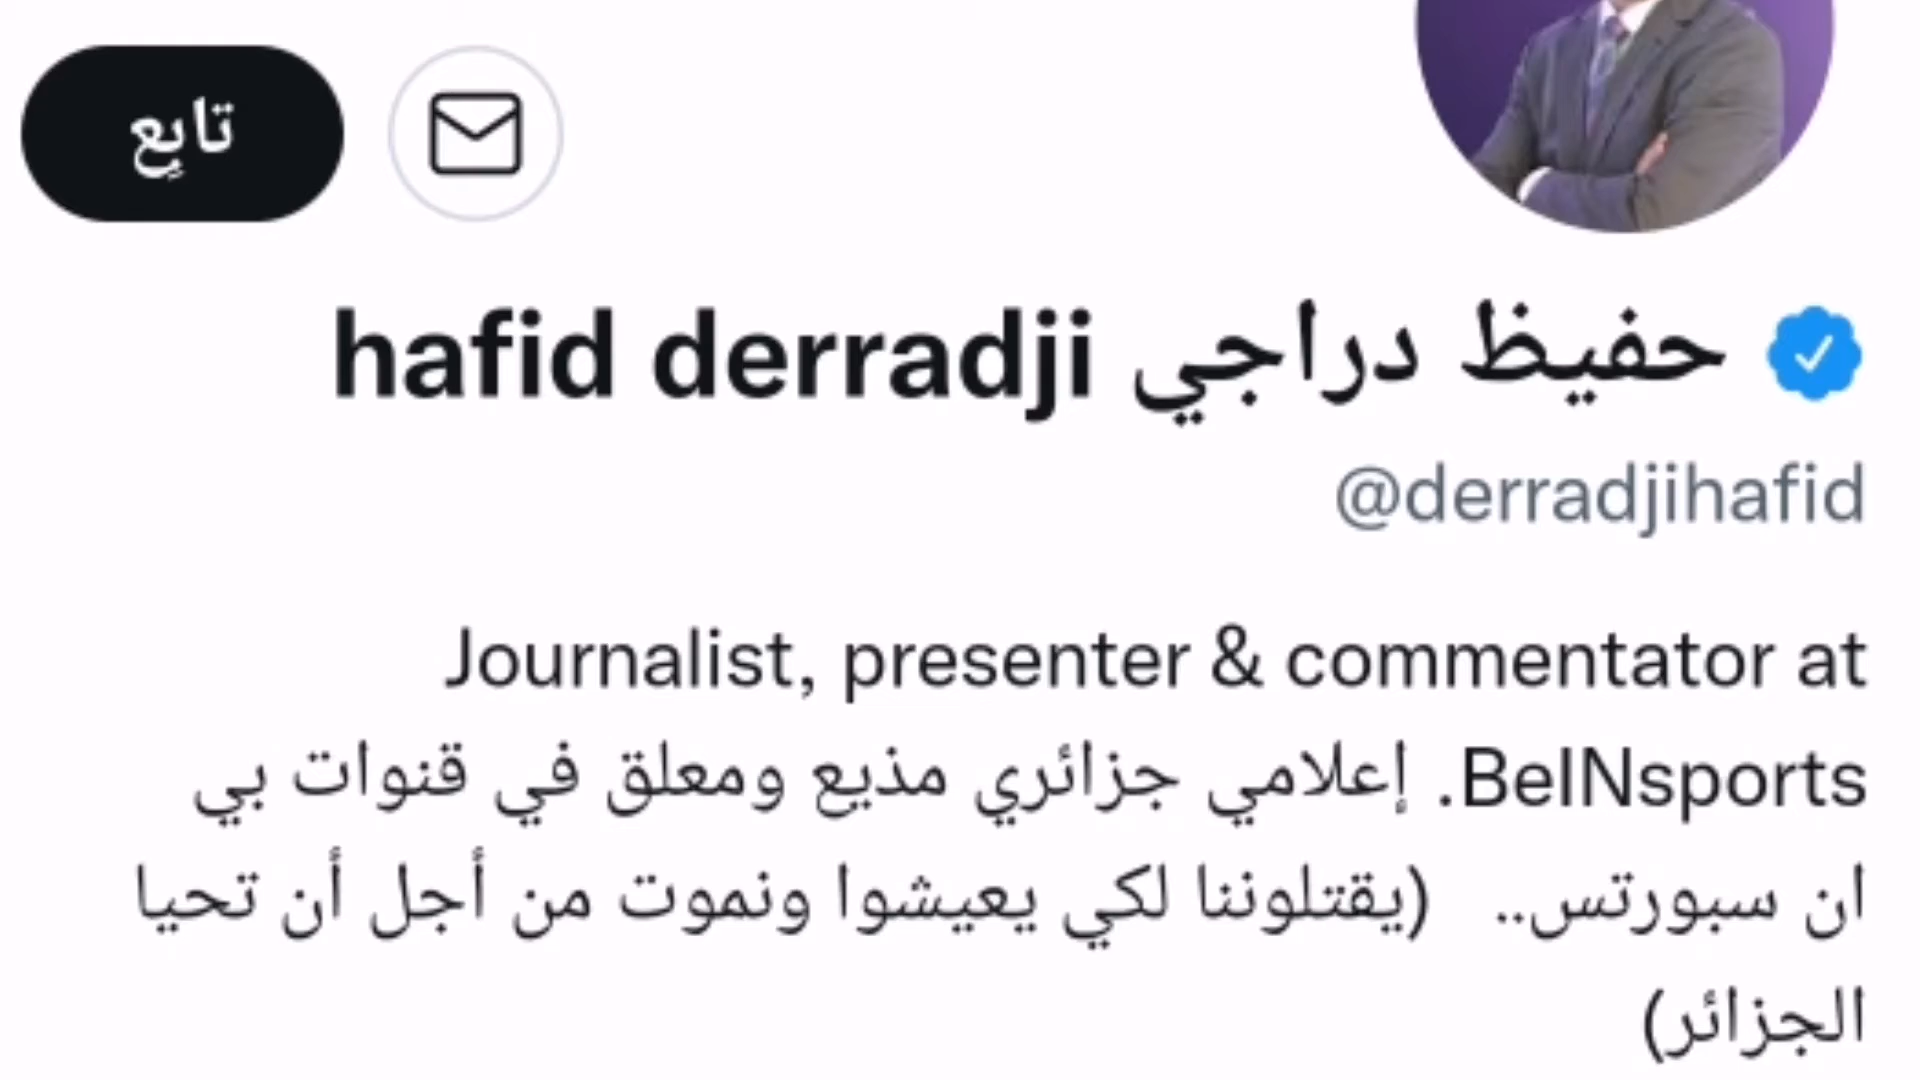 تابِع
حفيظ دراجي hafid derradji
@derradjihafid
Journalist, presenter & commentator at
BeINsports. إعلامي جزائري مذيع ومعلق في قنوات بي
ان سبورتس.. (يقتلوننا لكي يعيشوا ونموت من أجل أن تحيا
الجزائر)